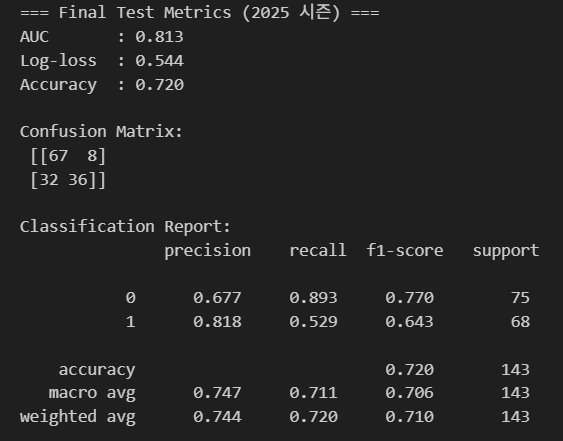 === Final Test Metrics (2025 시즌) ===
AUC       : 0.813
Log-loss  : 0.544
Accuracy  : 0.720

Confusion Matrix:
 [[67  8]
 [32 36]]

Classification Report:
              precision    recall  f1-score   support

           0      0.677     0.893     0.770        75
           1      0.818     0.529     0.643        68

    accuracy                          0.720       143
   macro avg      0.747     0.711     0.706       143
weighted avg      0.744     0.720     0.710       143